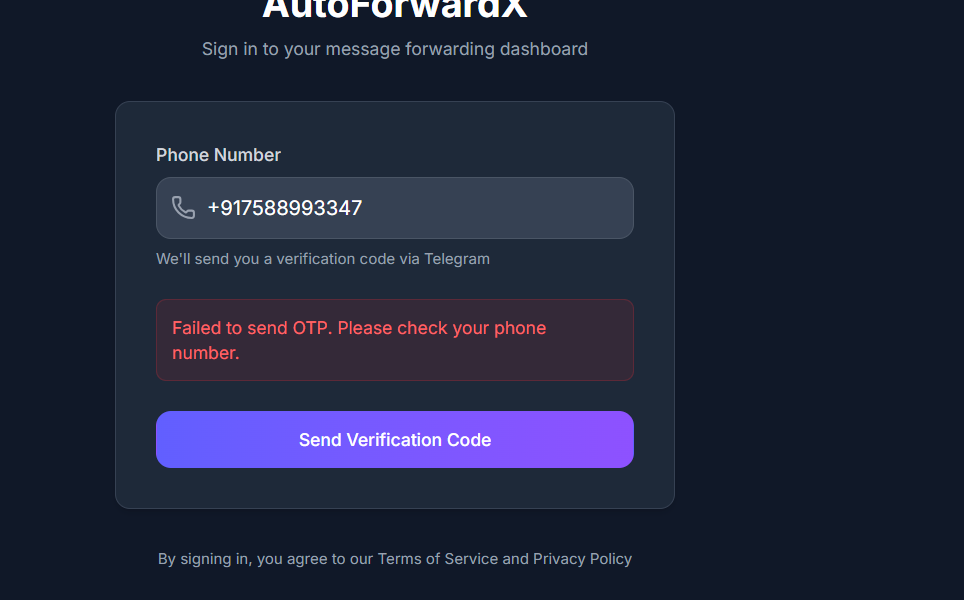 AutoForwardX
Sign in to your message forwarding dashboard
Phone Number
+917588993347
We'll send you a verification code via Telegram
Failed to send OTP. Please check your phone
number.
Send Verification Code
By signing in, you agree to our Terms of Service and Privacy Policy